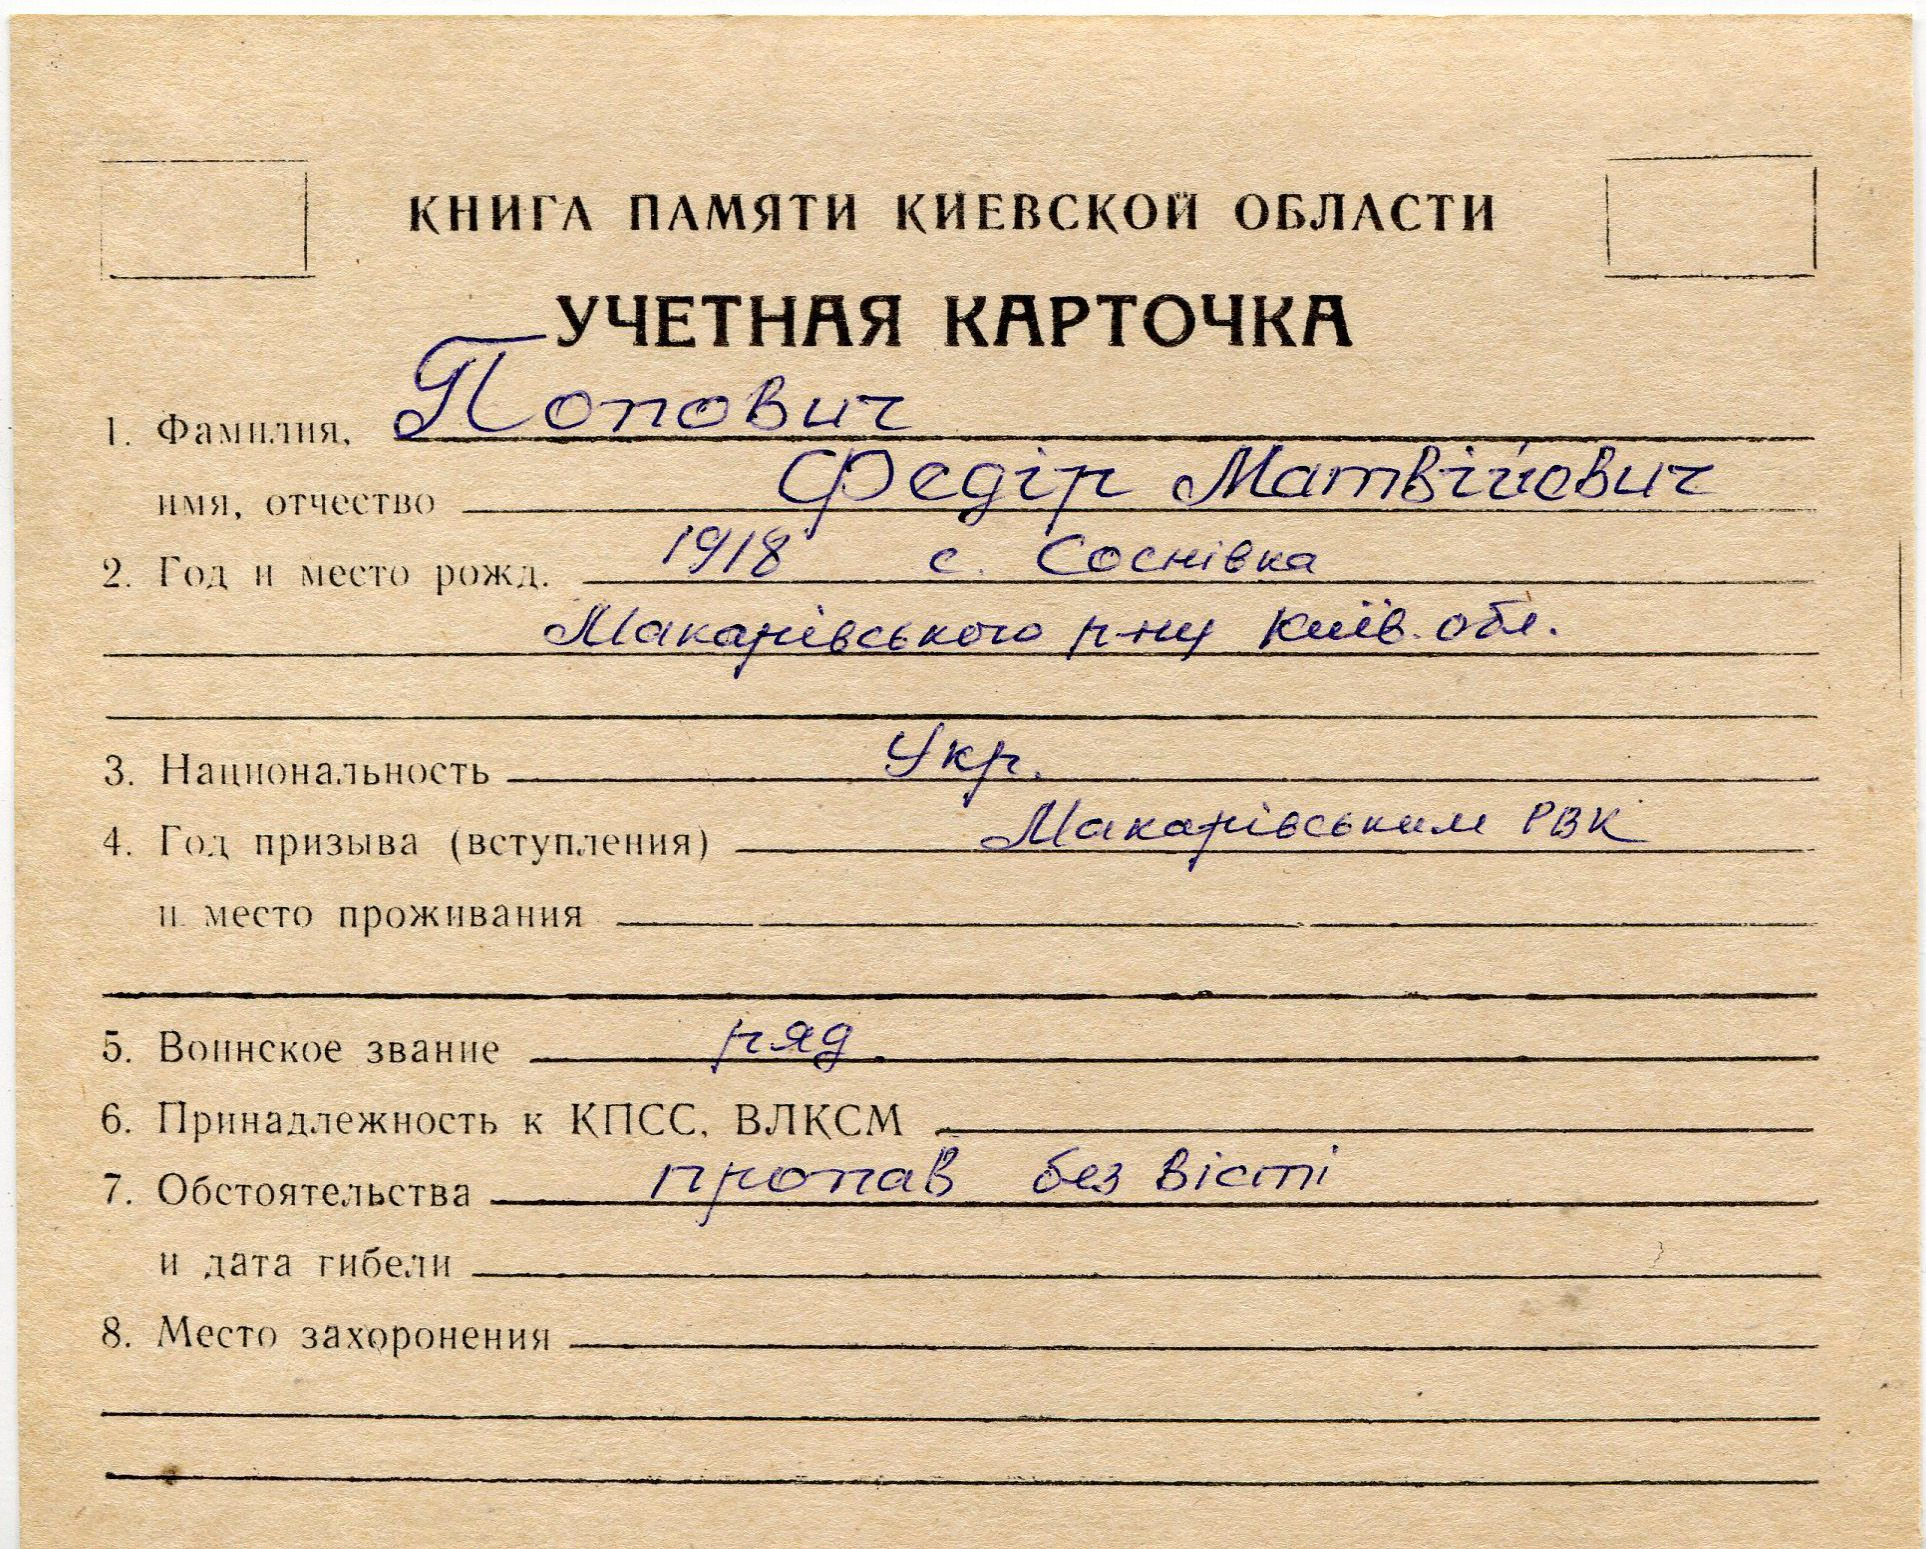 КНИГА ПАМЯТИ КИЕВСКОЙ ОБЛАСТИ
УЧЕТНАЯ КАРТОЧКА
1. Фамилия, Попович
имя, отчество Федір Матвійович
2. Год и место рожд. 1918 с. Соснівка
Макарівського р-ну Київ. обл.
3. Национальность Укр.
4. Год призыва (вступления) Макарівським РВК
и место проживания
5. Воинское звание ряд.
6. Принадлежность к КПСС, ВЛКСМ
7. Обстоятельства пропав без вісті
и дата гибели
8. Место захоронения